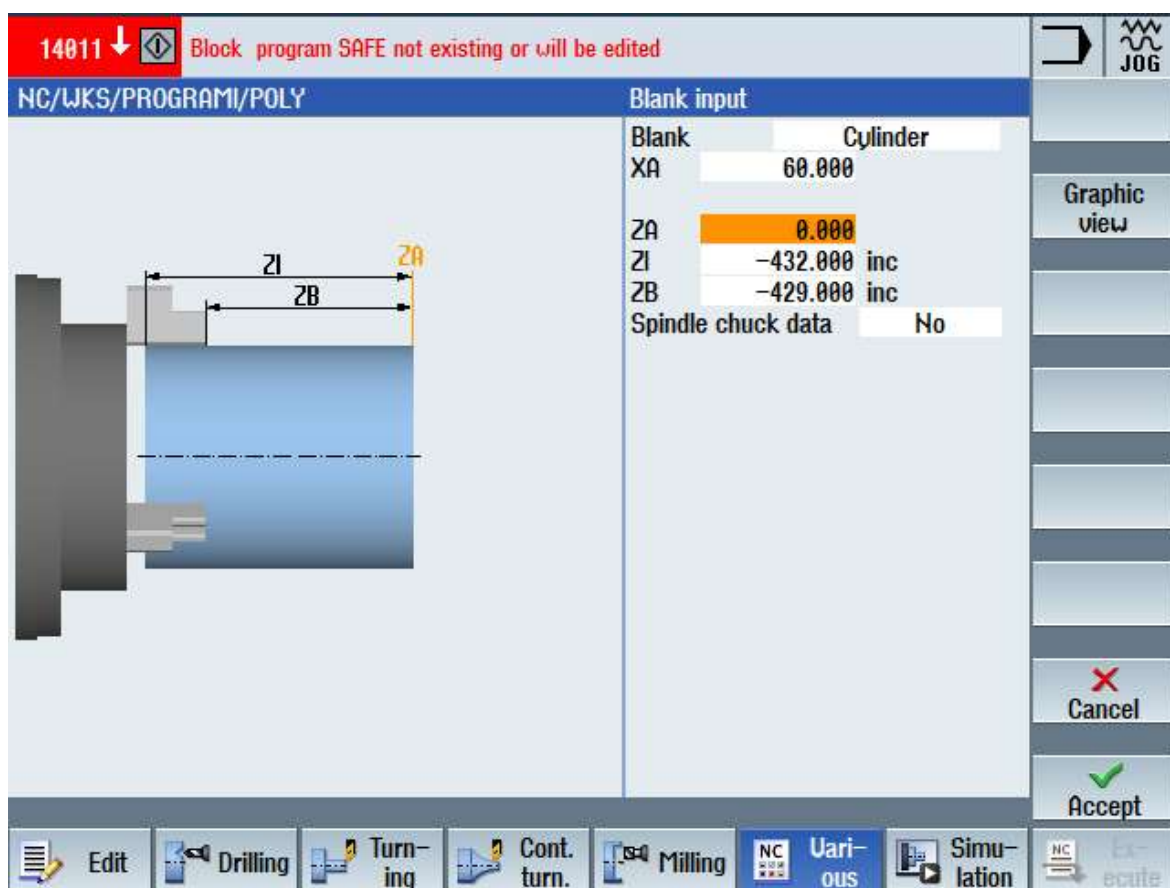 14011 Block program SAFE not existing or will be edited
JOG
NC/WKS/PROGRAMI/POLY
Blank input
Blank Cylinder
XA 60.000
ZA 0.000
ZI -432.000 inc
ZB -429.000 inc
Spindle chuck data No
ZI
ZA
ZB
Graphic
view
Cancel
Accept
Edit
Drilling
Turn-
ing
Cont.
turn.
Milling
NC
Vari-
ous
Simu-
lation
NC
Ex-
ecute